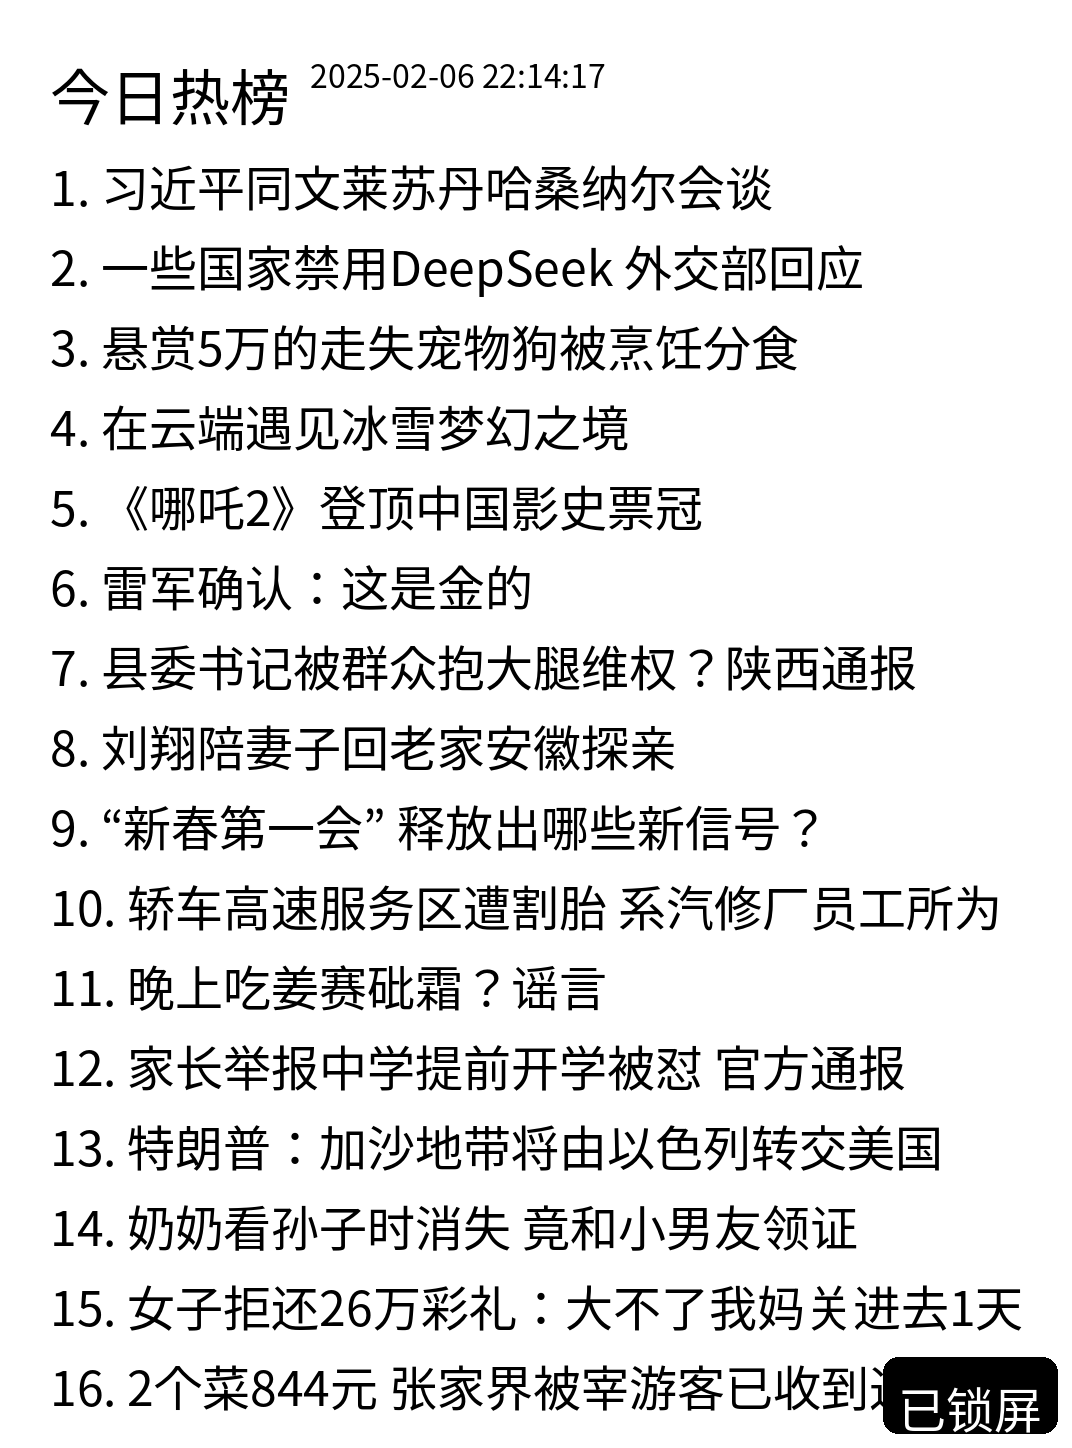 今日热榜 2025-02-06 22:14:17
1. 习近平同文莱苏丹哈桑纳尔会谈
2. 一些国家禁用DeepSeek 外交部回应
3. 悬赏5万的走失宠物狗被烹饪分食
4. 在云端遇见冰雪梦幻之境
5. 《哪吒2》登顶中国影史票冠
6. 雷军确认：这是金的
7. 县委书记被群众抱大腿维权？陕西通报
8. 刘翔陪妻子回老家安徽探亲
9. “新春第一会” 释放出哪些新信号？
10. 轿车高速服务区遭割胎 系汽修厂员工所为
11. 晚上吃姜赛砒霜？谣言
12. 家长举报中学提前开学被怼 官方通报
13. 特朗普：加沙地带将由以色列转交美国
14. 奶奶看孙子时消失 竟和小男友领证
15. 女子拒还26万彩礼：大不了我妈关进去1天
16. 2个菜844元 张家界被宰游客已收到
已锁屏